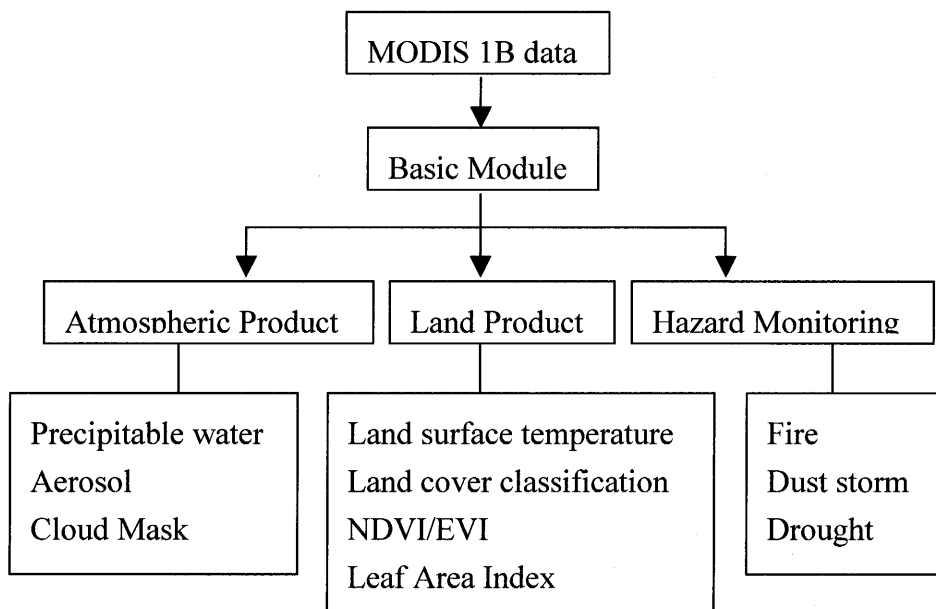 MODIS 1B data
Basic Module
Atmospheric Product
Land Product
Hazard Monitoring
Precipitable water
Aerosol
Cloud Mask
Land surface temperature
Land cover classification
NDVI/EVI
Leaf Area Index
Fire
Dust storm
Drought